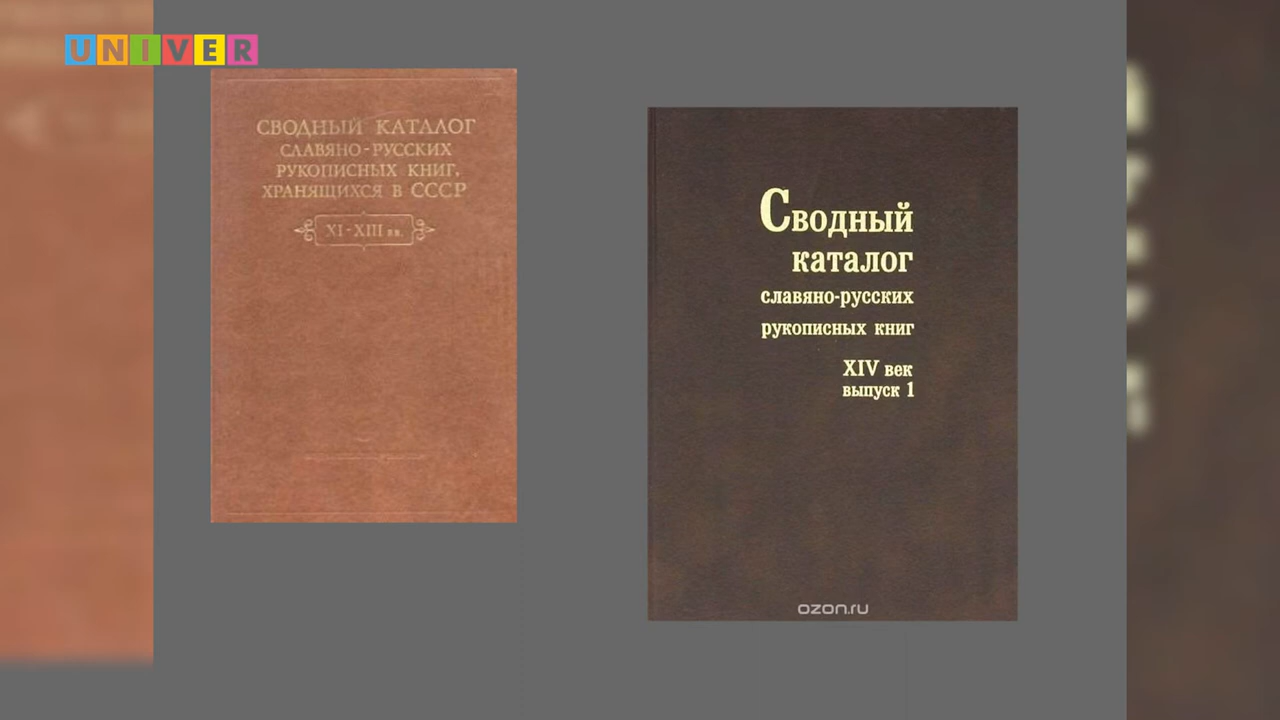 UNIVER
СВОДНЫЙ КАТАЛОГ
СЛАВЯНО-РУССКИХ
РУКОПИСНЫХ КНИГ,
ХРАНЯЩИХСЯ В СССР
XI-XIII вв.
Сводный
каталог
славяно-русских
рукописных книг
XIV век
выпуск 1
ozon.ru